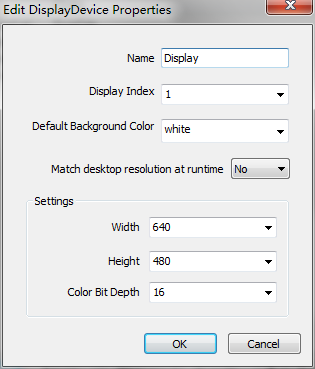 Edit DisplayDevice Properties
Name Display
Display Index 1
Default Background Color white
Match desktop resolution at runtime No
Settings
Width 640
Height 480
Color Bit Depth 16
OK Cancel